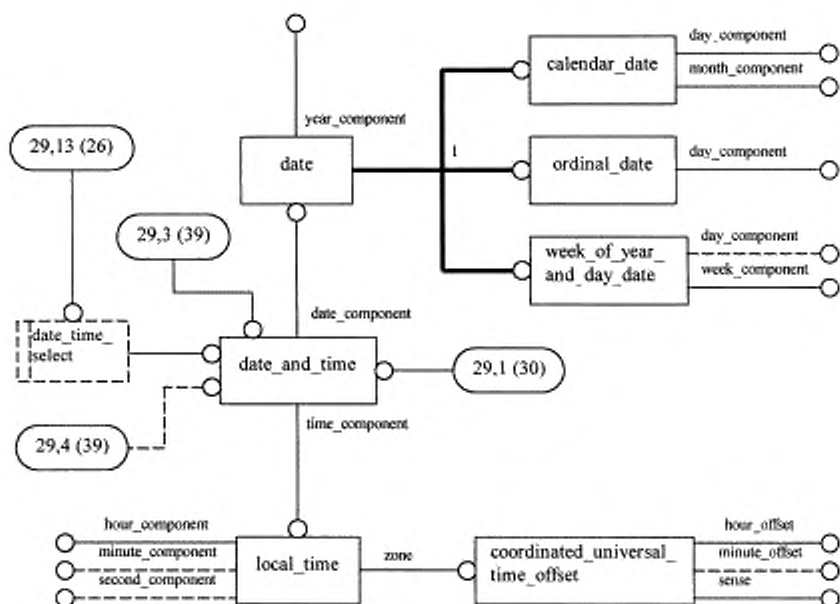 day_component
calendar_date
month_component
year_component
29,13 (26)
date
1
ordinal_date
day_component
29,3 (39)
week_of_year_
and_day_date
day_component
week_component
date_component
date_time_
select
date_and_time
29,1 (30)
time_component
29,4 (39)
hour_component
minute_component
second_component
local_time
zone
coordinated_universal_
time_offset
hour_offset
minute_offset
sense